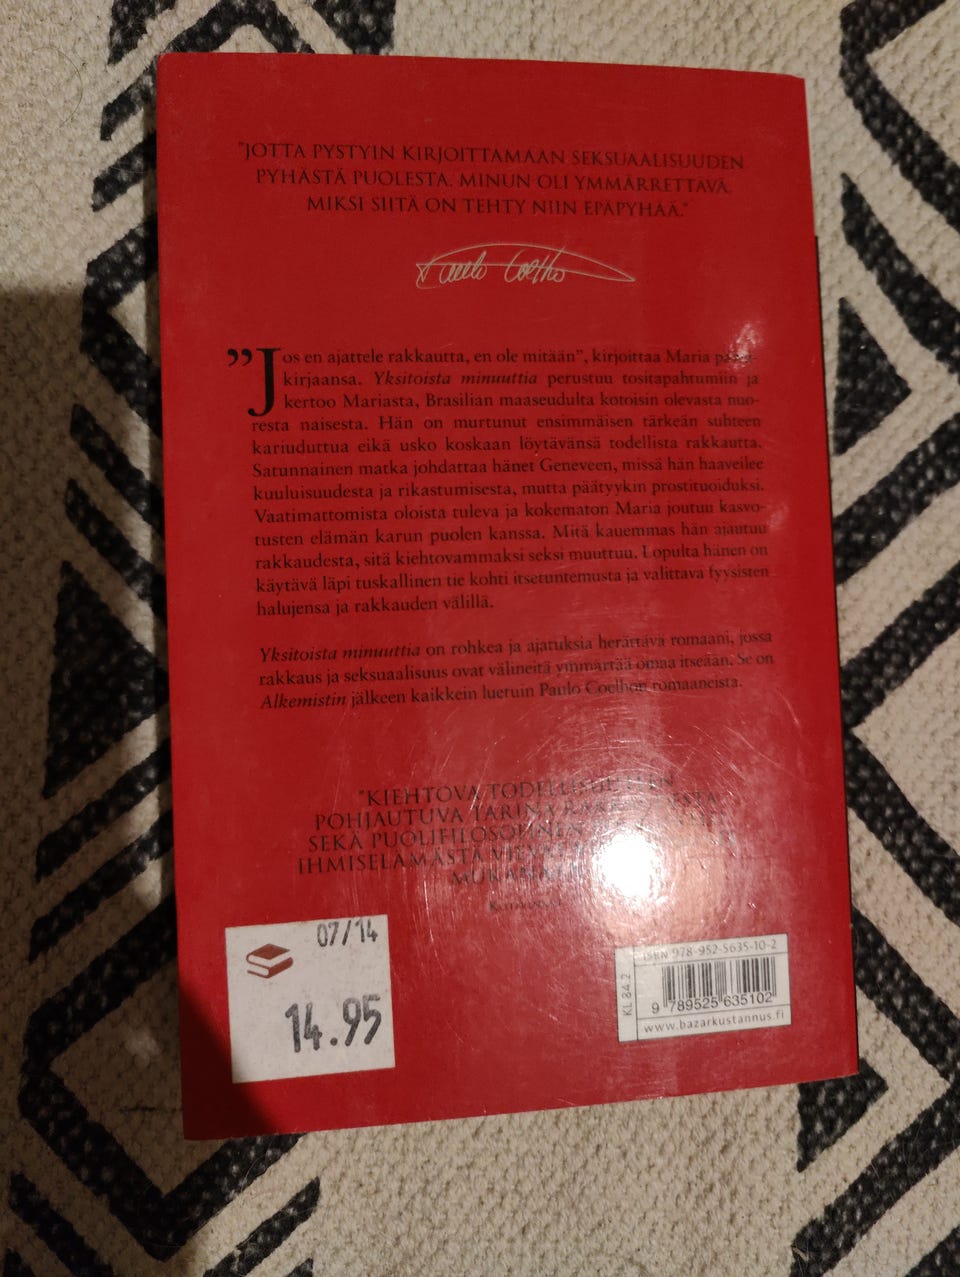 "JOTTA PYSTYIN KIRJOITTAMAAN SEKSUAALISUUDEN
PYHÄSTÄ PUOLESTA, MINUN OLI YMMÄRRETTÄVÄ,
MIKSI SIITÄ ON TEHTY NIIN EPÄPYHÄÄ."
Paulo Coelho
”Jos en ajattele rakkautta, en ole mitään”, kirjoittaa Maria
kirjaansa. Yksitoista minuuttia perustuu tositapahtumiin ja
kertoo Mariasta, Brasilian maaseudulta kotoisin olevasta nuo-
resta naisesta. Hän on murtunut ensimmäisen tärkeän suhteen
kariuduttua eikä usko koskaan löytävänsä todellista rakkautta.
Satunnainen matka johdattaa hänet Geneveen, missä hän haaveilee
kuuluisuudesta ja rikastumisesta, mutta päätyykin prostituoiduksi.
Vaatimattomista oloista tuleva ja kokematon Maria joutuu kasvo-
tusten elämän karun puolen kanssa. Mitä kauemmas hän ajautuu
rakkaudesta, sitä kiehtovammaksi seksi muuttuu. Lopulta hänen on
käytävä läpi tuskallinen tie kohti itsetuntemusta ja valittava fyysisten
halujensa ja rakkauden välillä.
Yksitoista minuuttia on rohkea ja ajatuksia herättävä romaani, jossa
rakkaus ja seksuaalisuus ovat välineitä ymmärtää omaa itseään. Se on
Alkemistin jälkeen kaikkein luetuin Paulo Coelhon romaaneista.
"KIEHTOVA TODELLISUUTEEN
POHJAUTUVA TARINA
SEKÄ PUOLIFILOSOFINEN
IHMISELÄMÄSTÄ
07/14
14.95
ISBN 978-952-5635-10-2
KL 84.2
9 789525 635102
www.bazarkustannus.fi